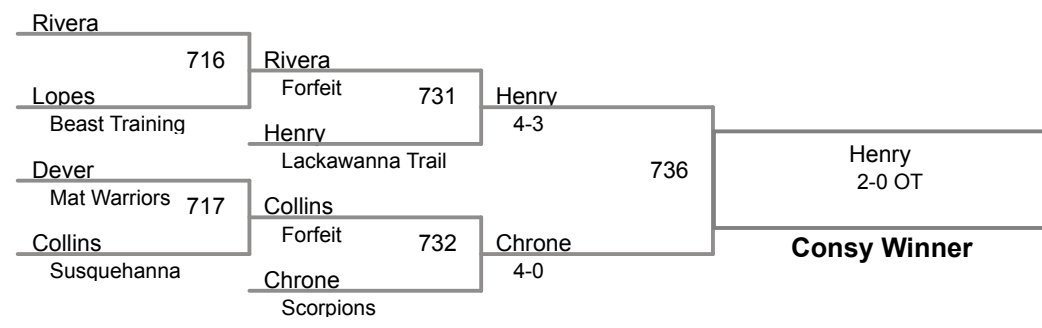 Rivera
716
Rivera
Forfeit
731
Henry
4-3
Lopes
Beast Training
Henry
Lackawanna Trail
Dever
Mat Warriors
717
Collins
Forfeit
732
Chrone
4-0
Collins
Susquehanna
Chrone
Scorpions
736
Henry
2-0 OT
Consy Winner